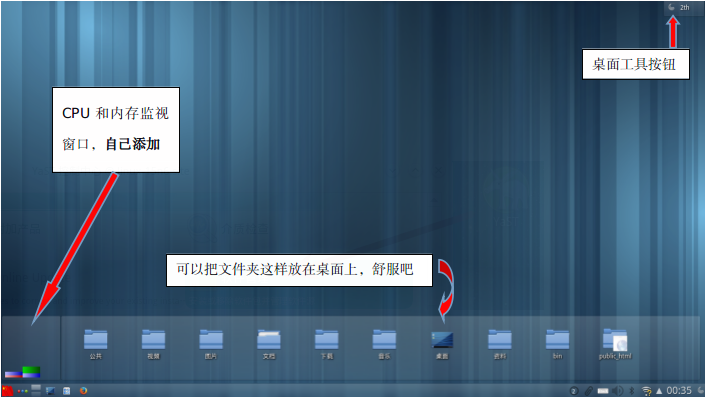 2th
桌面工具按钮
CPU 和内存监视
窗口，自己添加
可以把文件夹这样放在桌面上，舒服吧
公共 视频 图片 文档 下载 音乐 桌面 资料 bin public_html
00:35